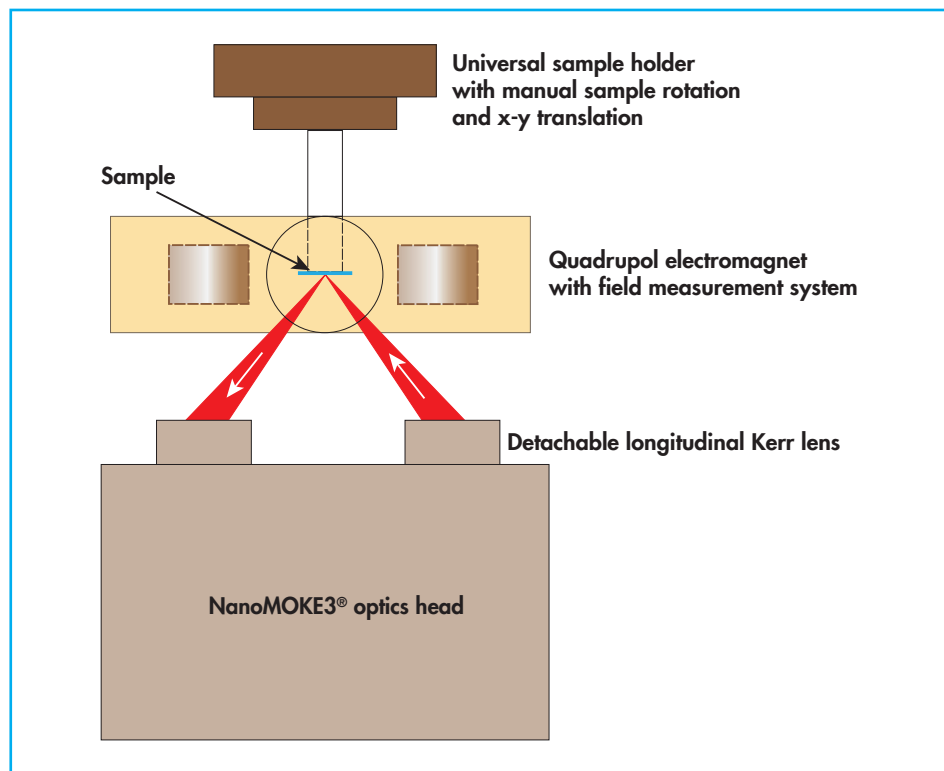 Universal sample holder
with manual sample rotation
and x-y translation
Sample
Quadrupol electromagnet
with field measurement system
Detachable longitudinal Kerr lens
NanoMOKE3® optics head